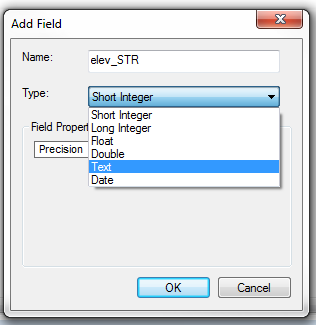 Add Field
Name: elev_STR
Type: Short Integer
Short Integer
Long Integer
Float
Double
Text
Date
Field Propert
Precision
OK Cancel